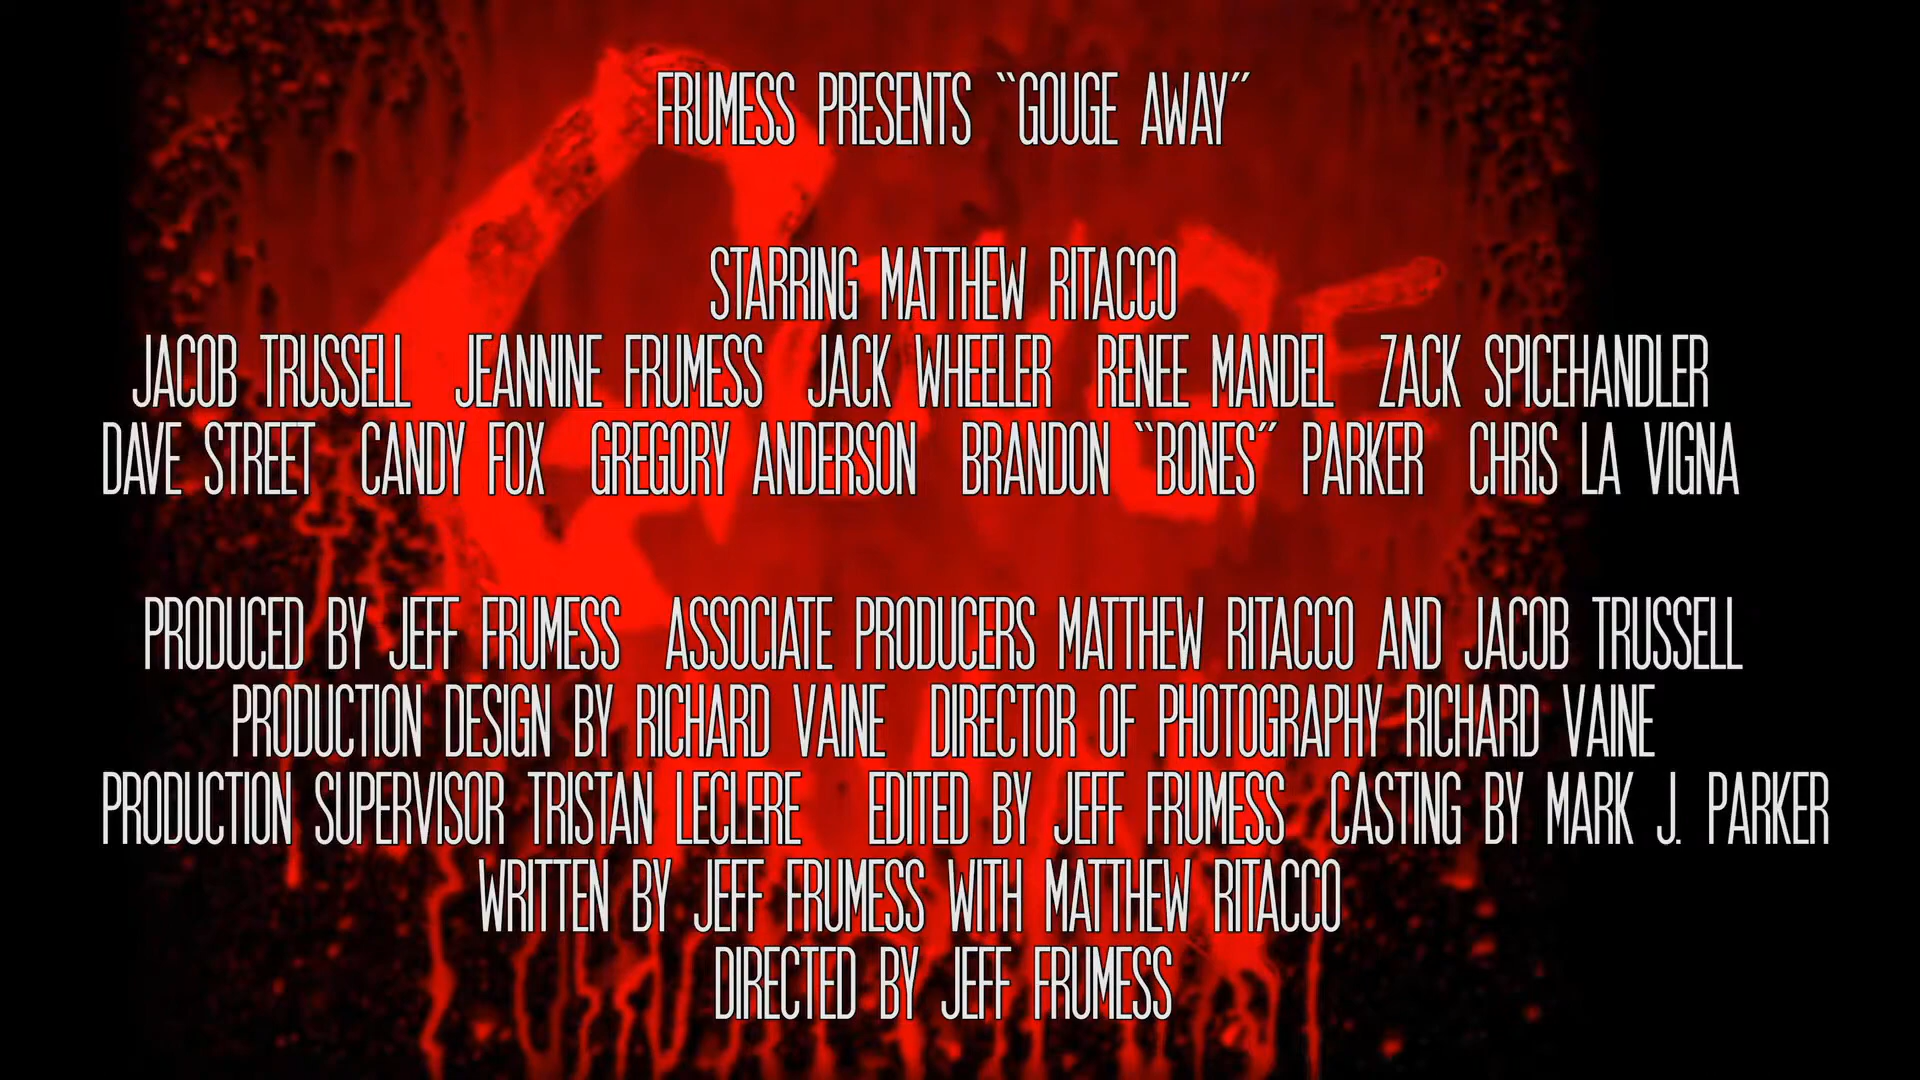 FRUMESS PRESENTS "GOUGE AWAY"
STARRING MATTHEW RITACCO
JACOB TRUSSELL JEANNINE FRUMESS JACK WHEELER RENEE MANDEL ZACK SPICEHANDLER
DAVE STREET CANDY FOX GREGORY ANDERSON BRANDON "BONES" PARKER CHRIS LA VIGNA
PRODUCED BY JEFF FRUMESS ASSOCIATE PRODUCERS MATTHEW RITACCO AND JACOB TRUSSELL
PRODUCTION DESIGN BY RICHARD VAINE DIRECTOR OF PHOTOGRAPHY RICHARD VAINE
PRODUCTION SUPERVISOR TRISTAN LECLERE EDITED BY JEFF FRUMESS CASTING BY MARK J. PARKER
WRITTEN BY JEFF FRUMESS WITH MATTHEW RITACCO
DIRECTED BY JEFF FRUMESS